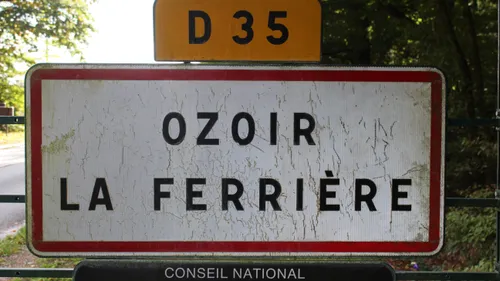 D 35
OZOIR
LA FERRIÈRE
CONSEIL NATIONAL